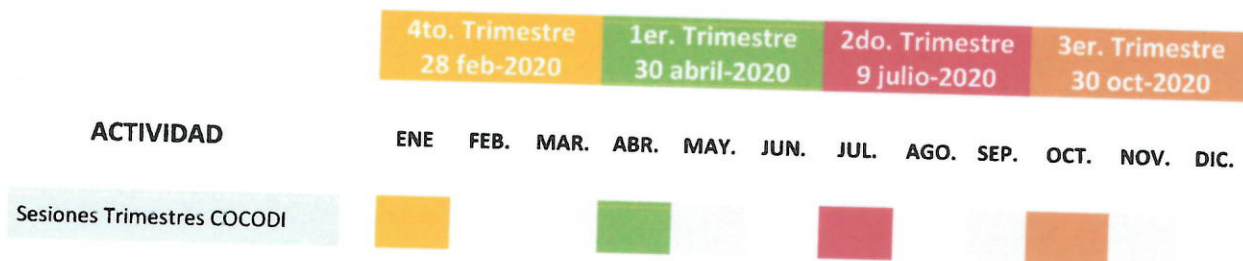 4to. Trimestre 1er. Trimestre 2do. Trimestre 3er. Trimestre
28 feb-2020 30 abril-2020 9 julio-2020 30 oct-2020
ACTIVIDAD ENE FEB. MAR. ABR. MAY. JUN. JUL. AGO. SEP. OCT. NOV. DIC.
Sesiones Trimestres COCODI